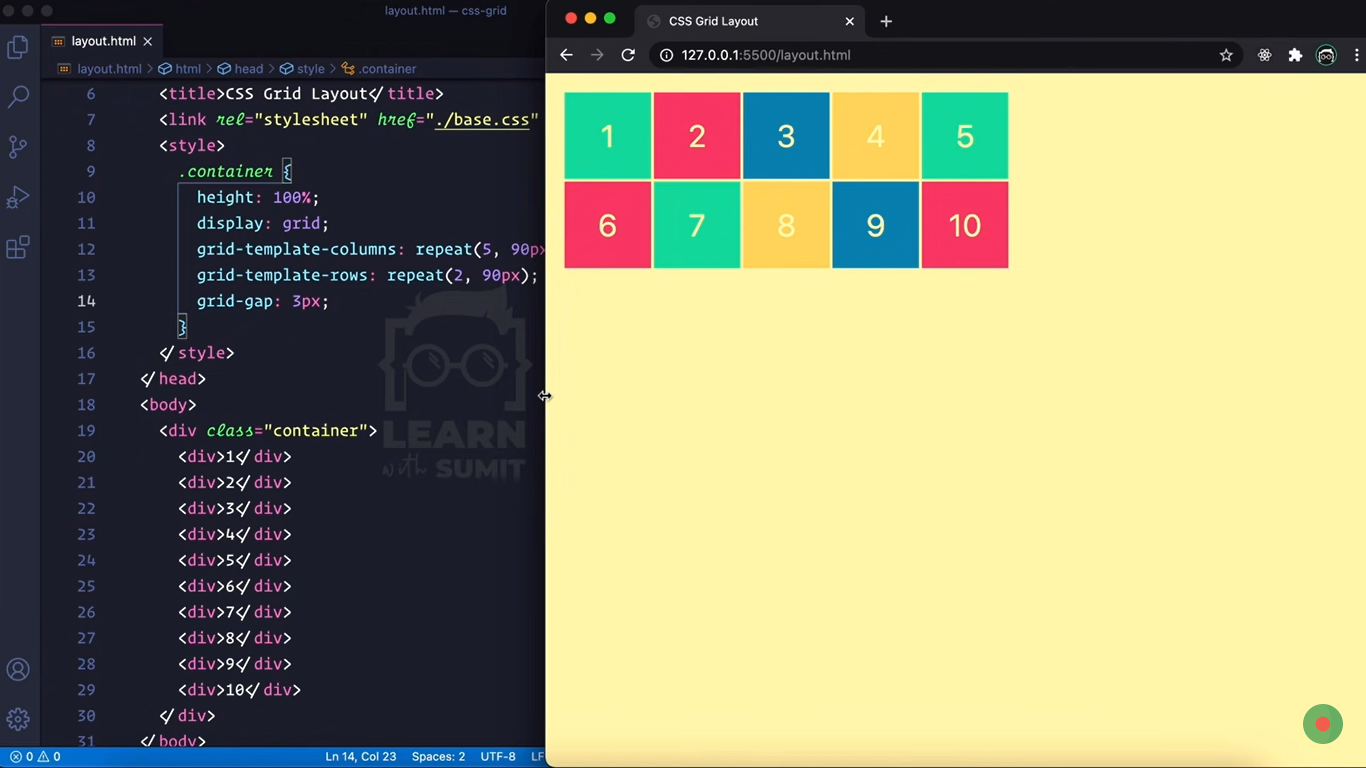 layout.html — css-grid
layout.html
layout.html > html > head > style > .container
6 <title>CSS Grid Layout</title>
7 <link rel="stylesheet" href="./base.css"
8 <style>
9 .container {
10 height: 100%;
11 display: grid;
12 grid-template-columns: repeat(5, 90px
13 grid-template-rows: repeat(2, 90px);
14 grid-gap: 3px;
15 }
16 </style>
17 </head>
18 <body>
19 <div class="container">
20 <div>1</div>
21 <div>2</div>
22 <div>3</div>
23 <div>4</div>
24 <div>5</div>
25 <div>6</div>
26 <div>7</div>
27 <div>8</div>
28 <div>9</div>
29 <div>10</div>
30 </div>
31 </body>
LEARN
with SUMIT
0 0 Ln 14, Col 23 Spaces: 2 UTF-8 LF
CSS Grid Layout
127.0.0.1:5500/layout.html
1 2 3 4 5
6 7 8 9 10